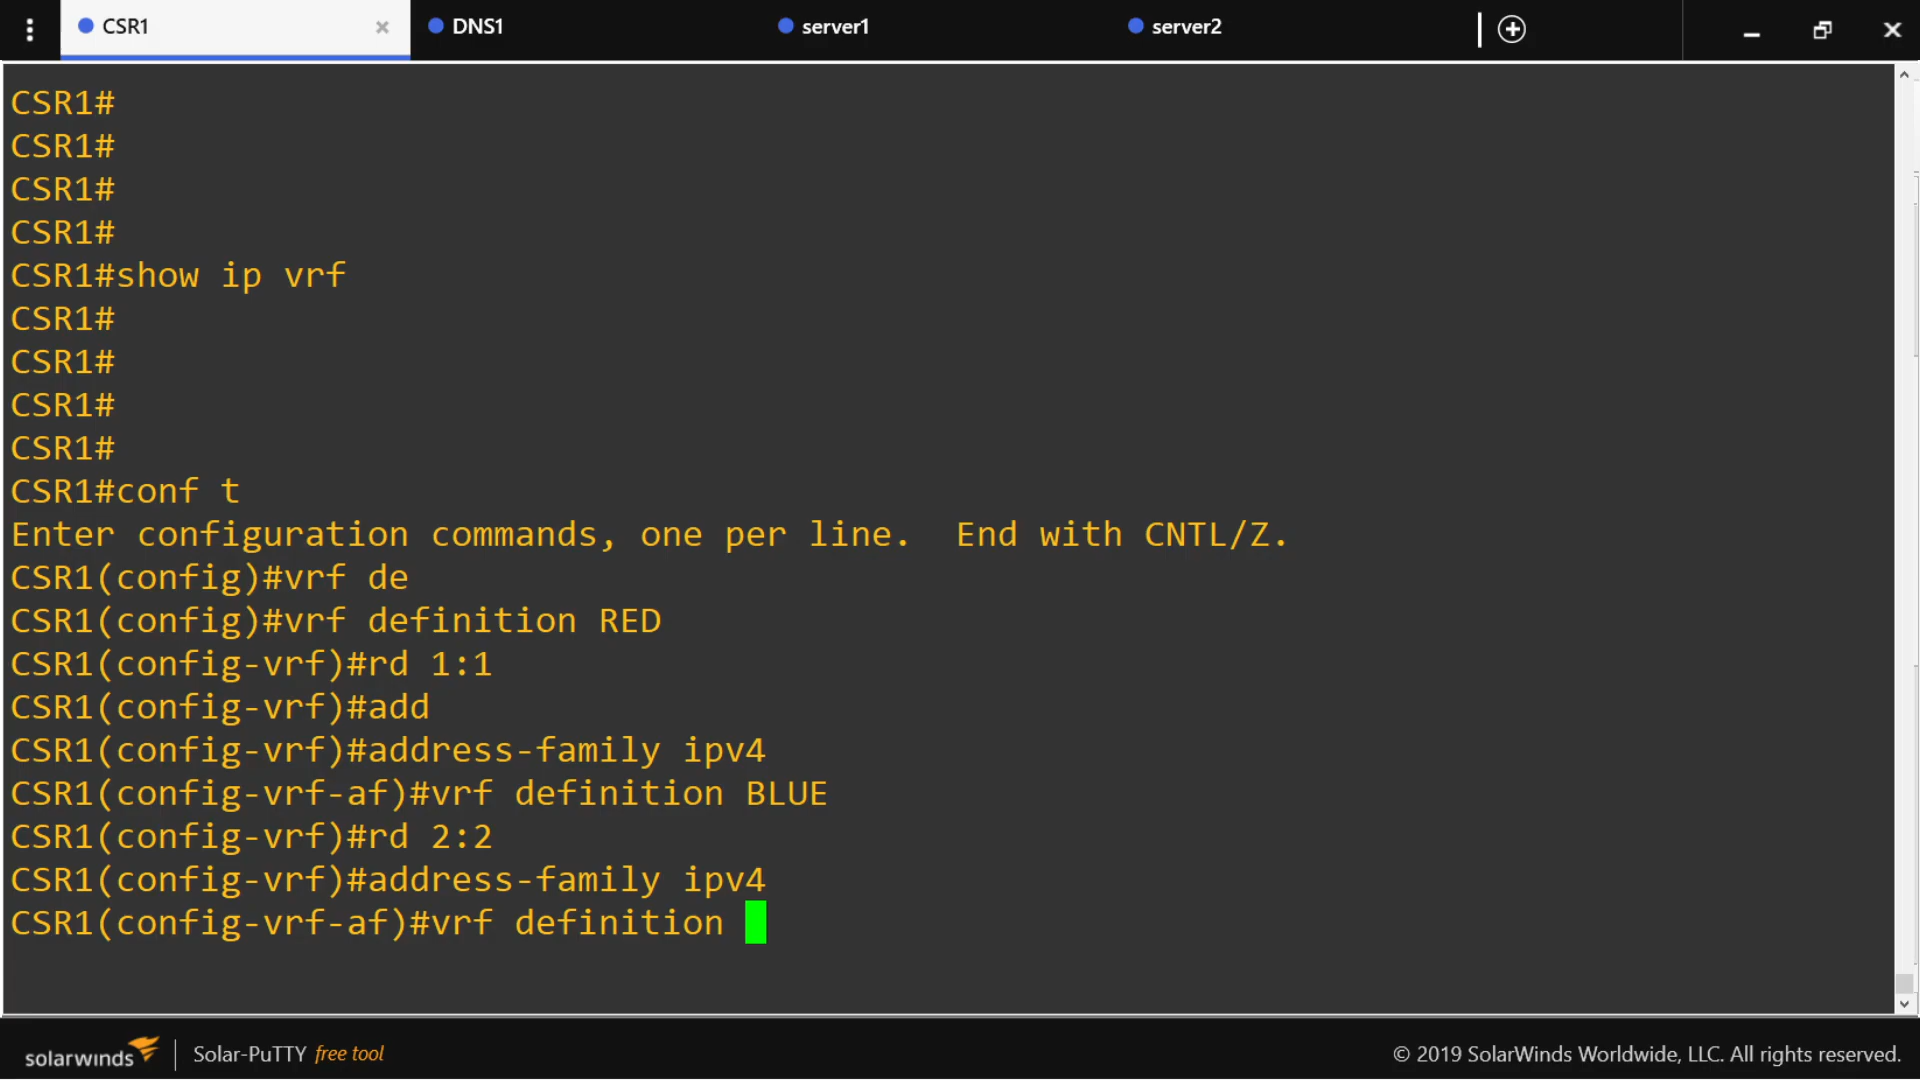 CSR1
DNS1
server1
server2
CSR1#
CSR1#
CSR1#
CSR1#
CSR1#show ip vrf
CSR1#
CSR1#
CSR1#
CSR1#
CSR1#conf t
Enter configuration commands, one per line.  End with CNTL/Z.
CSR1(config)#vrf de
CSR1(config)#vrf definition RED
CSR1(config-vrf)#rd 1:1
CSR1(config-vrf)#add
CSR1(config-vrf)#address-family ipv4
CSR1(config-vrf-af)#vrf definition BLUE
CSR1(config-vrf)#rd 2:2
CSR1(config-vrf)#address-family ipv4
CSR1(config-vrf-af)#vrf definition
solarwinds
Solar-PuTTY free tool
© 2019 SolarWinds Worldwide, LLC. All rights reserved.